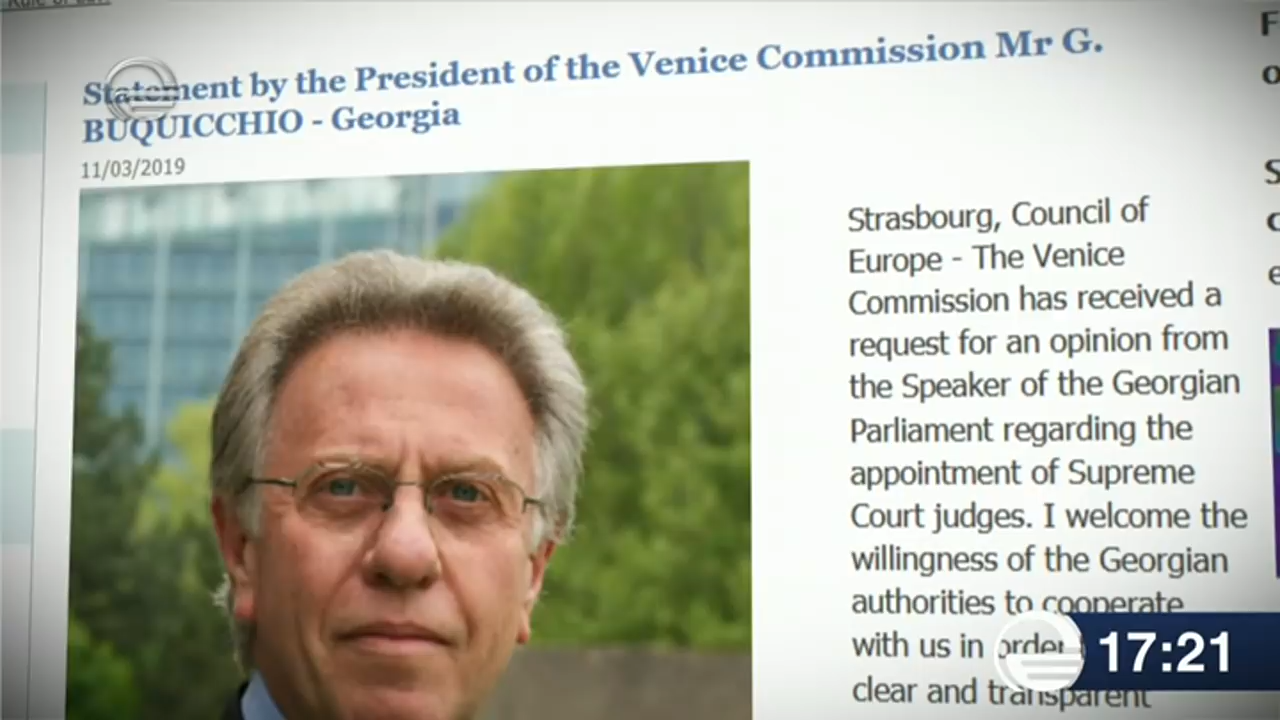 Statement by the President of the Venice Commission Mr G.
BUQUICCHIO - Georgia
11/03/2019
Strasbourg, Council of
Europe - The Venice
Commission has received a
request for an opinion from
the Speaker of the Georgian
Parliament regarding the
appointment of Supreme
Court judges. I welcome the
willingness of the Georgian
authorities to cooperate
with us in order
clear and transparent
17:21